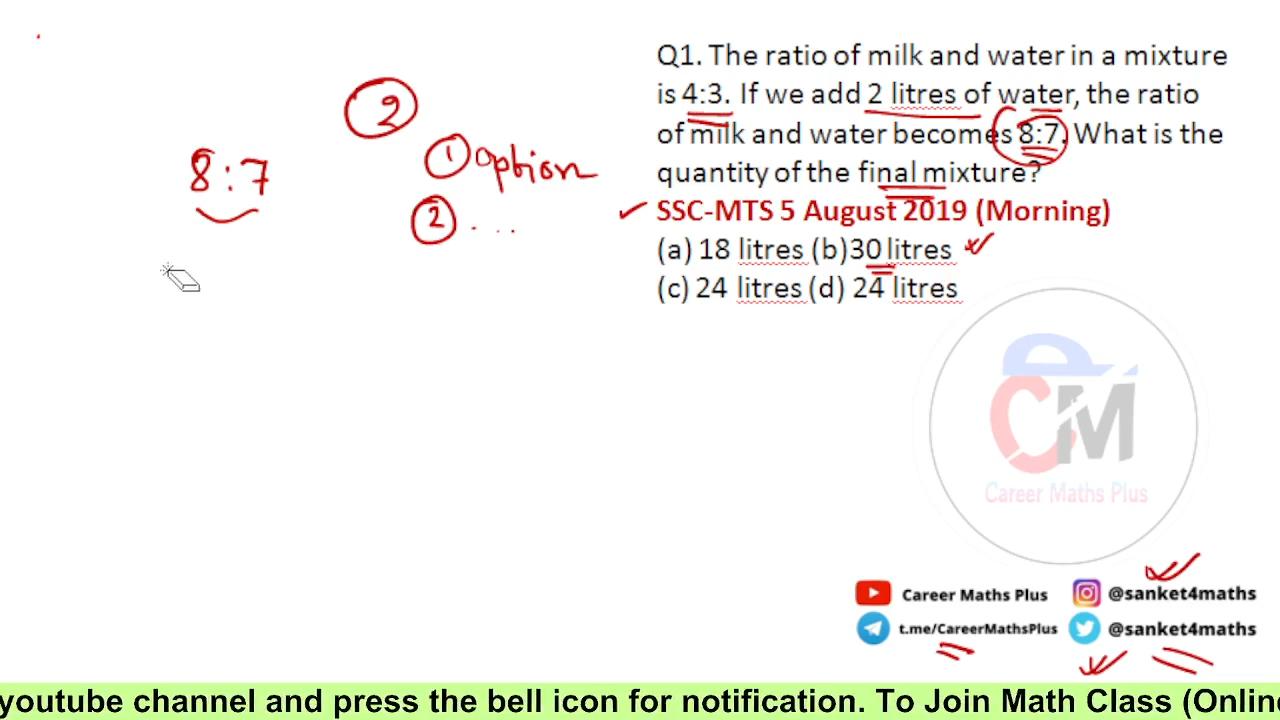 Q1. The ratio of milk and water in a mixture
is 4:3. If we add 2 litres of water, the ratio
of milk and water becomes 8:7. What is the
quantity of the final mixture?
SSC-MTS 5 August 2019 (Morning)
(a) 18 litres (b)30 litres
(c) 24 litres (d) 24 litres
2
① Option
② ...
8:7
CM
Career Maths Plus
Career Maths Plus
@sanket4maths
t.me/CareerMathsPlus
@sanket4maths
youtube channel and press the bell icon for notification. To Join Math Class (Online